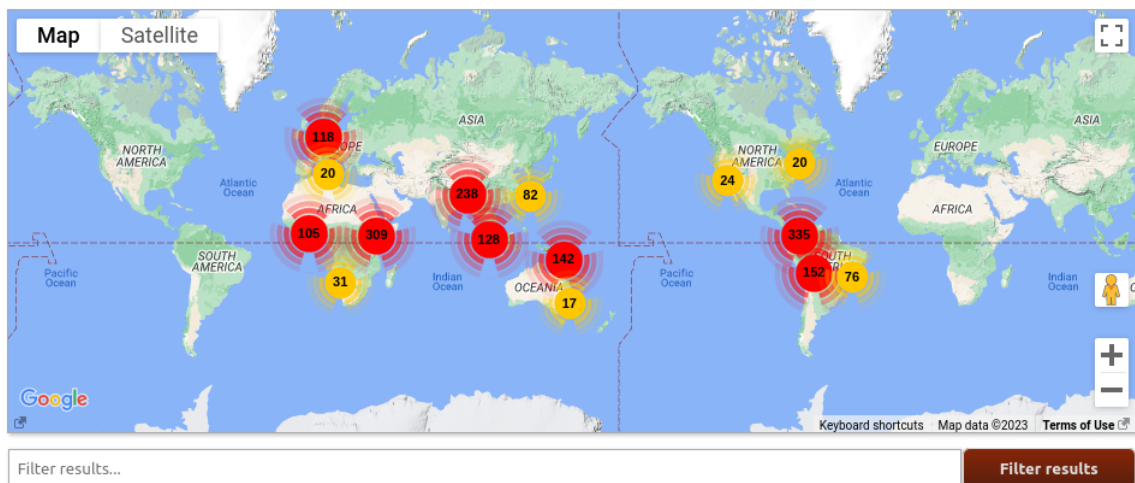 Map Satellite
ASIA
ASIA
118
OPE
NORTH
AMERICA
NORTH
AMERICA
20
EUROPE
20
24
Atlantic
Ocean
238
82
Atlantic
Ocean
AFRICA
AFRICA
105
309
128
335
SOUTH
AMERICA
142
152
76
Pacific
Ocean
31
Indian
Ocean
OCEANIA
17
Pacific
Ocean
Indian
Ocean
Google
Keyboard shortcuts Map data ©2023 Terms of Use
Filter results... Filter results